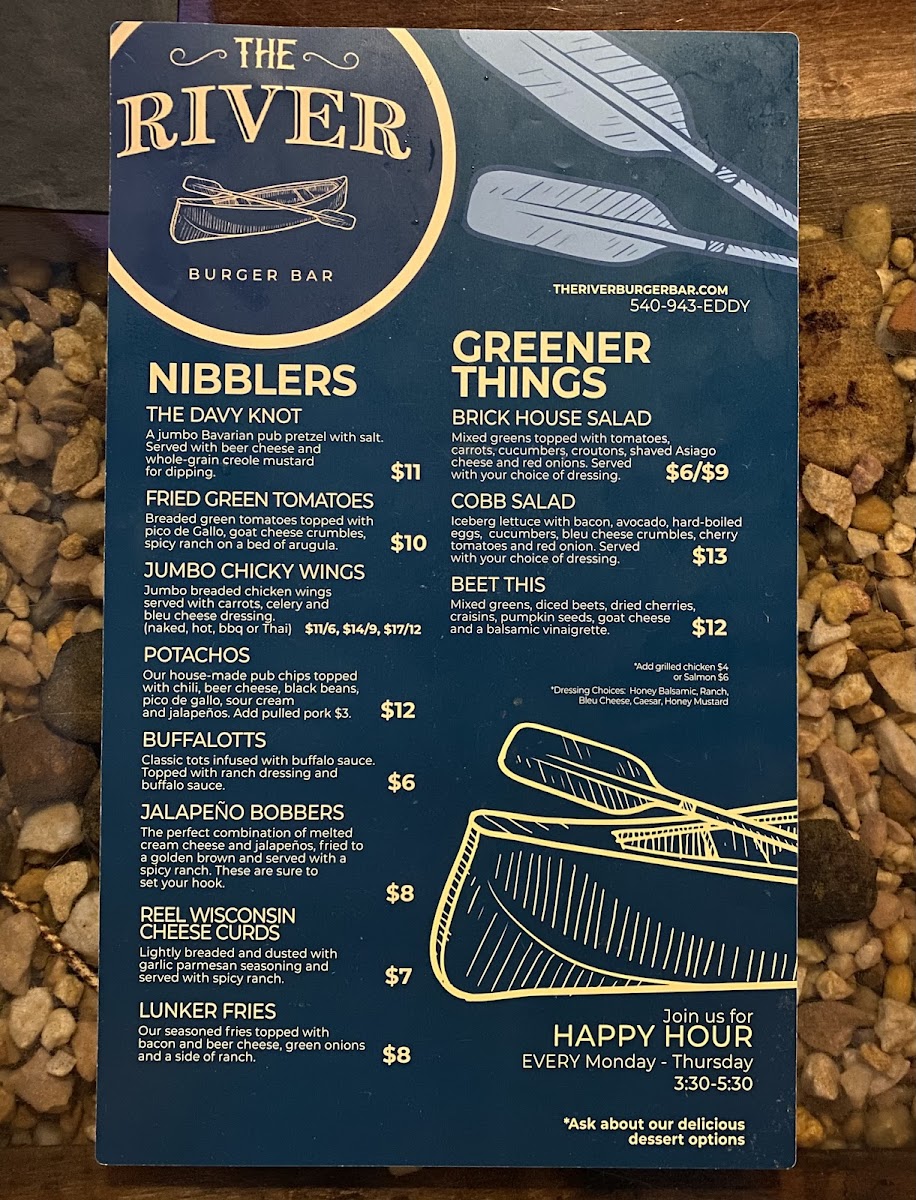 THE
RIVER
BURGER BAR
THERIVERBURGERBAR.COM
540-943-EDDY
NIBBLERS
THE DAVY KNOT
A jumbo Bavarian pub pretzel with salt.
Served with beer cheese and
whole-grain creole mustard
for dipping.
$11
FRIED GREEN TOMATOES
Breaded green tomatoes topped with
pico de Gallo, goat cheese crumbles,
spicy ranch on a bed of arugula.
$10
JUMBO CHICKY WINGS
Jumbo breaded chicken wings
served with carrots, celery and
bleu cheese dressing.
(naked, hot, bbq or Thai) $11/6, $14/9, $17/12
POTACHOS
Our house-made pub chips topped
with chili, beer cheese, black beans,
pico de gallo, sour cream
and jalapeños. Add pulled pork $3.
$12
BUFFALOTTS
Classic tots infused with buffalo sauce.
Topped with ranch dressing and
buffalo sauce.
$6
JALAPEÑO BOBBERS
The perfect combination of melted
cream cheese and jalapeños, fried to
a golden brown and served with a
spicy ranch. These are sure to
set your hook.
$8
REEL WISCONSIN
CHEESE CURDS
Lightly breaded and dusted with
garlic parmesan seasoning and
served with spicy ranch.
$7
LUNKER FRIES
Our seasoned fries topped with
bacon and beer cheese, green onions
and a side of ranch.
$8
GREENER
THINGS
BRICK HOUSE SALAD
Mixed greens topped with tomatoes,
carrots, cucumbers, croutons, shaved Asiago
cheese and red onions. Served
with your choice of dressing.
$6/$9
COBB SALAD
Iceberg lettuce with bacon, avocado, hard-boiled
eggs, cucumbers, bleu cheese crumbles, cherry
tomatoes and red onion. Served
with your choice of dressing.
$13
BEET THIS
Mixed greens, diced beets, dried cherries,
craisins, pumpkin seeds, goat cheese
and a balsamic vinaigrette.
$12
*Add grilled chicken $4
or Salmon $6
*Dressing Choices: Honey Balsamic, Ranch,
Bleu Cheese, Caesar, Honey Mustard
Join us for
HAPPY HOUR
EVERY Monday - Thursday
3:30-5:30
*Ask about our delicious
dessert options